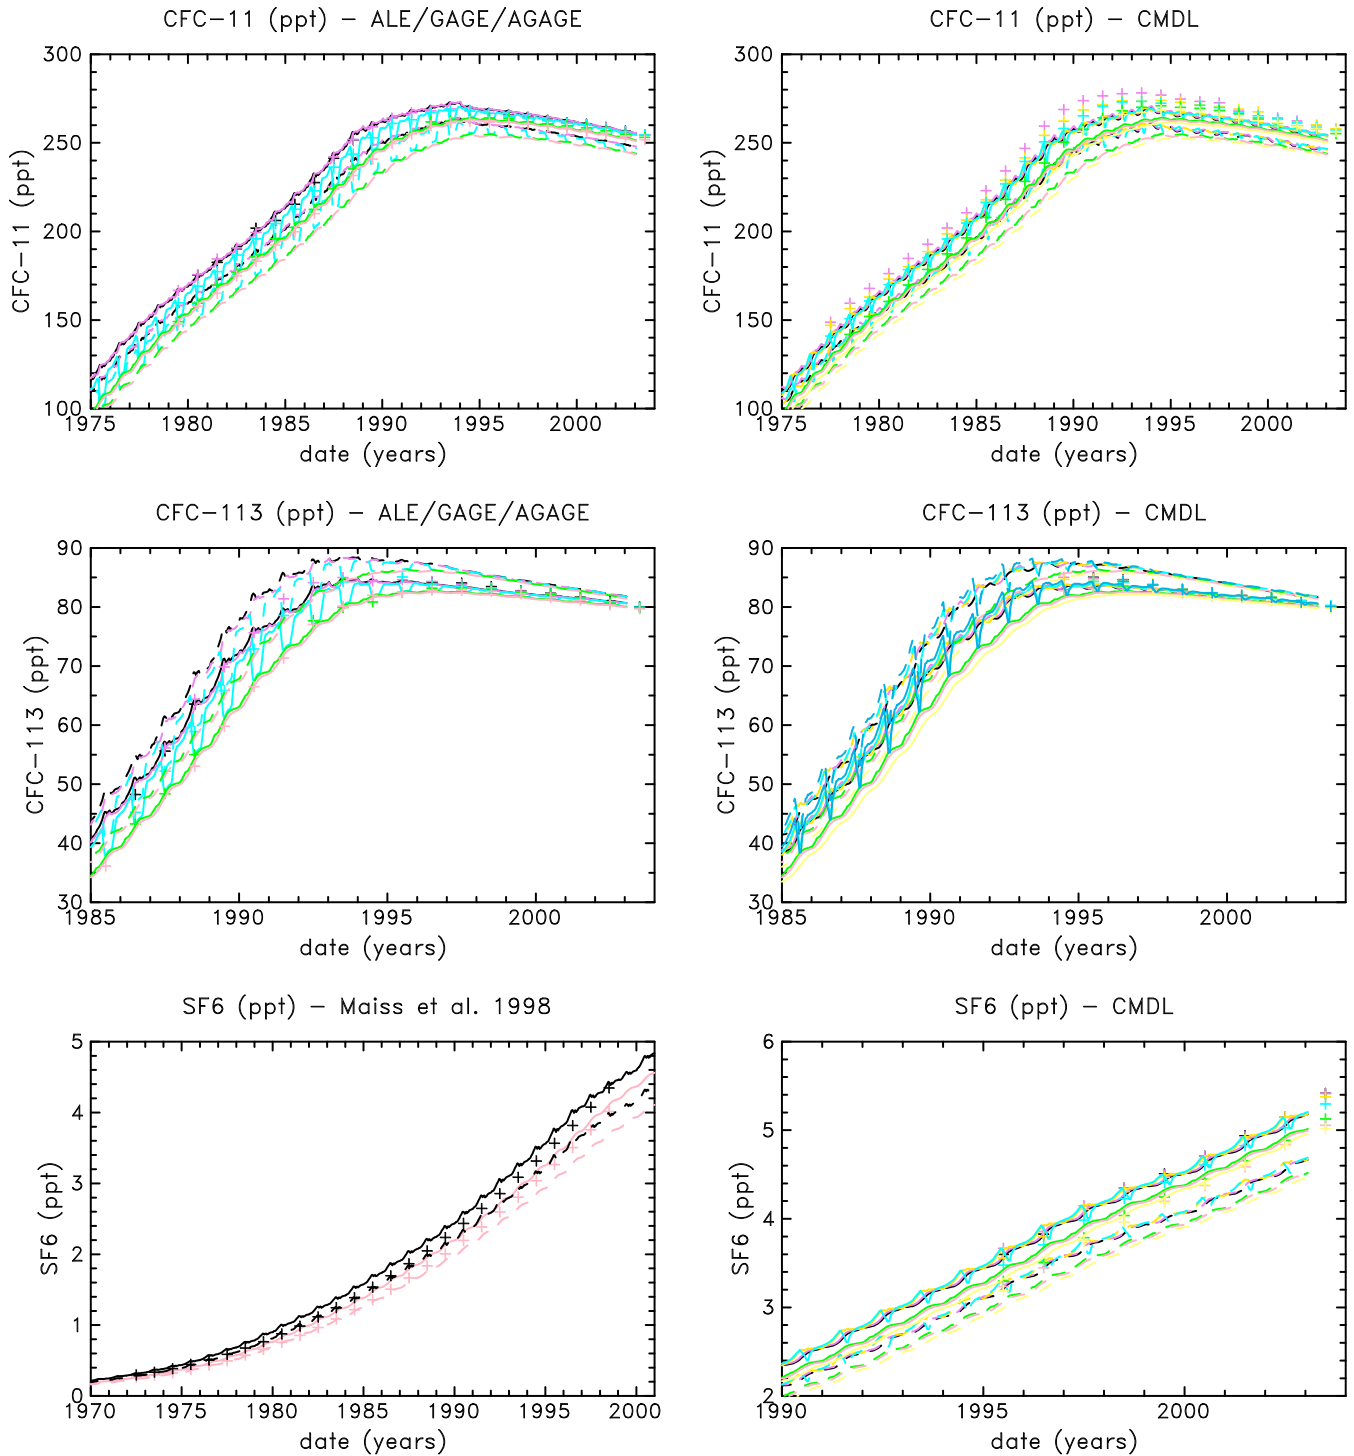 CFC-11 (ppt) - ALE/GAGE/AGAGE
CFC-11 (ppt)
300
250
200
150
100
1975 1980 1985 1990 1995 2000
date (years)
CFC-11 (ppt) - CMDL
CFC-11 (ppt)
300
250
200
150
100
1975 1980 1985 1990 1995 2000
date (years)
CFC-113 (ppt) - ALE/GAGE/AGAGE
CFC-113 (ppt)
90
80
70
60
50
40
30
1985 1990 1995 2000
date (years)
CFC-113 (ppt) - CMDL
CFC-113 (ppt)
90
80
70
60
50
40
30
1985 1990 1995 2000
date (years)
SF6 (ppt) - Maiss et al. 1998
SF6 (ppt)
5
4
3
2
1
0
1970 1975 1980 1985 1990 1995 2000
date (years)
SF6 (ppt) - CMDL
SF6 (ppt)
6
5
4
3
2
1990 1995 2000
date (years)